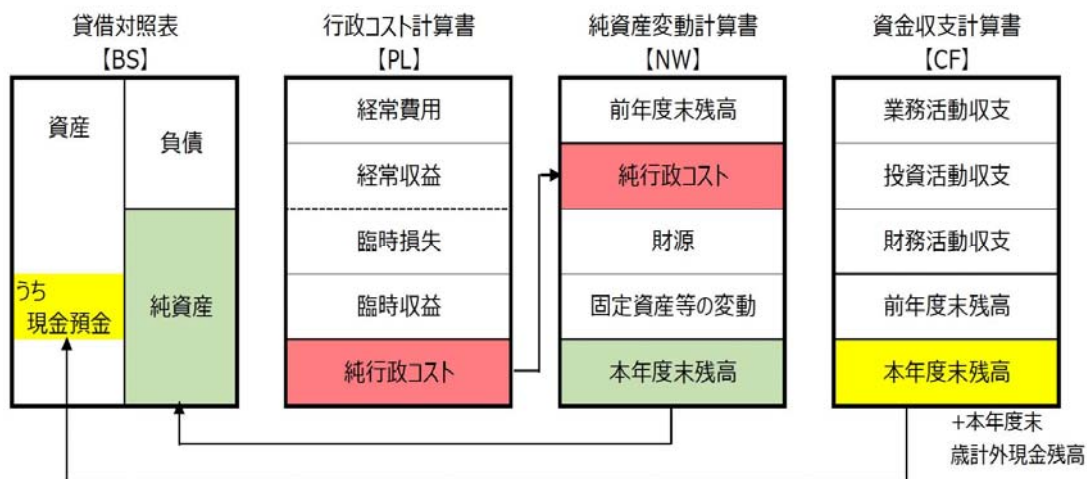 貸借対照表
【BS】
資産
負債
うち
現金預金
純資産
行政コスト計算書
【PL】
経常費用
経常収益
臨時損失
臨時収益
純行政コスト
純資産変動計算書
【NW】
前年度末残高
純行政コスト
財源
固定資産等の変動
本年度末残高
資金収支計算書
【CF】
業務活動収支
投資活動収支
財務活動収支
前年度末残高
本年度末残高
+本年度末
歳計外現金残高